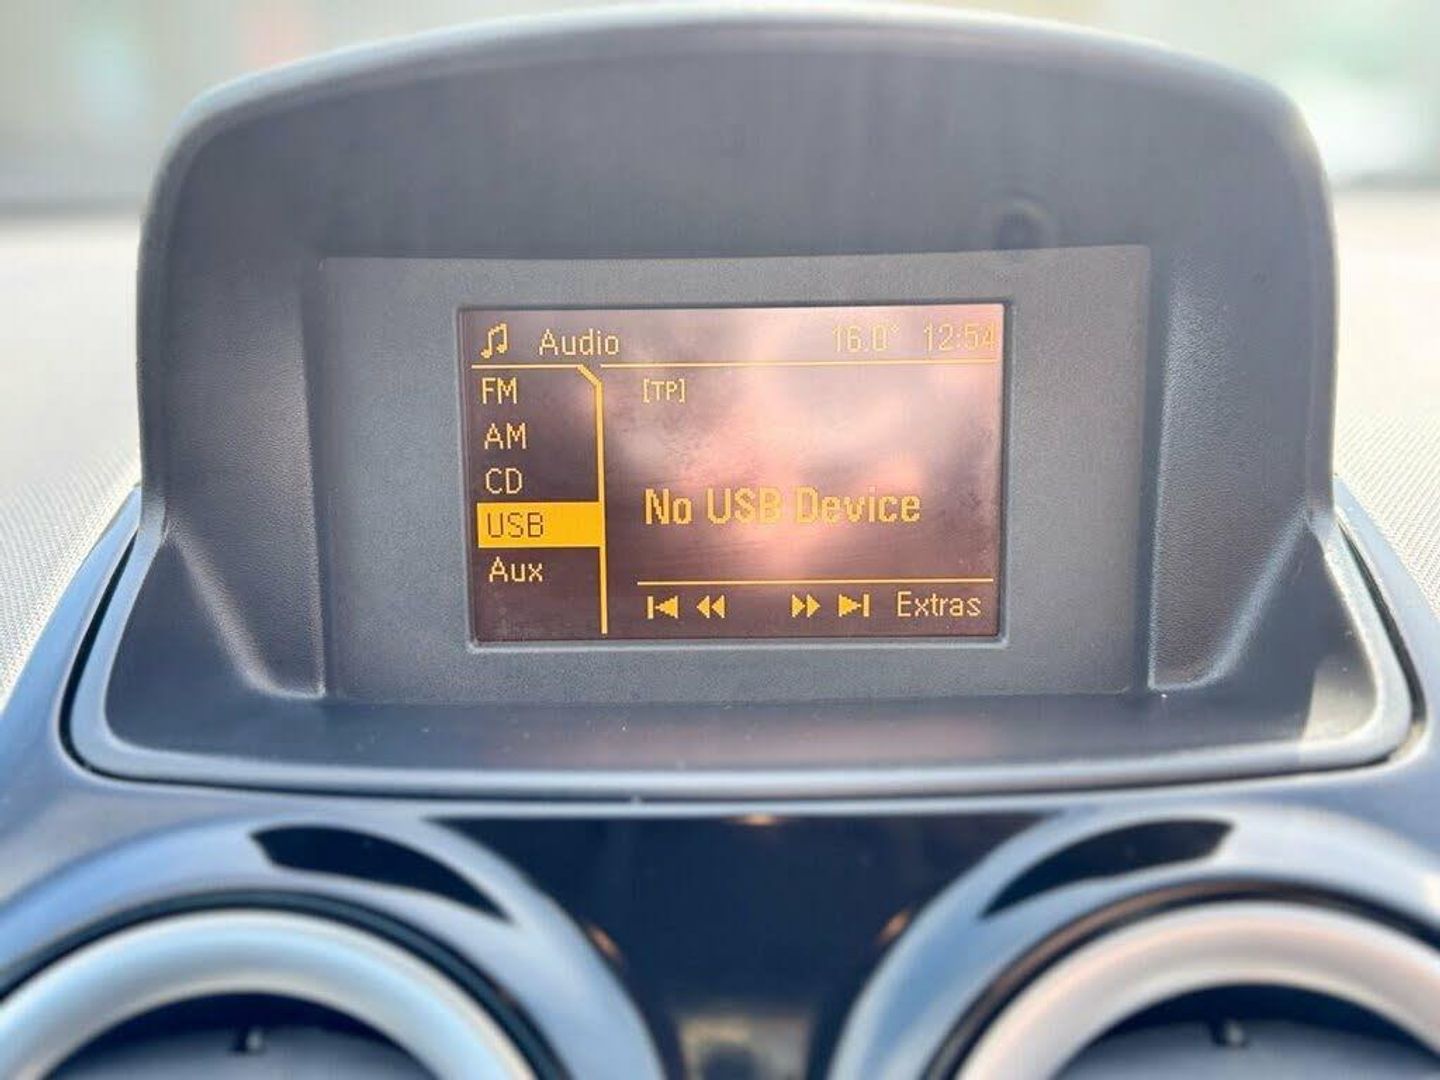 Audio 16.0° 12:54
FM
[TP]
AM
CD
No USB Device
USB
Aux
Extras